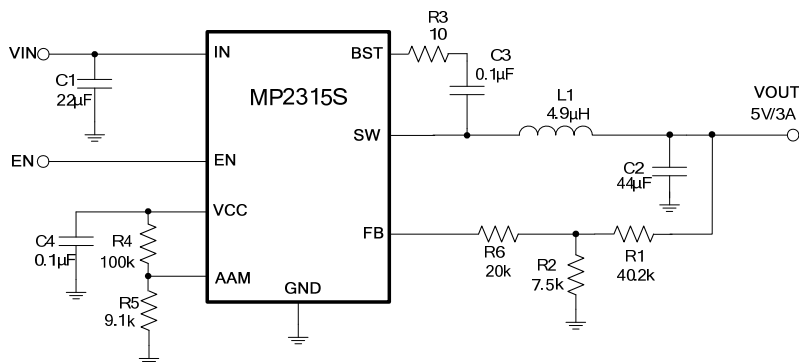 R3
10
VIN
IN
BST
C3
0.1µF
C1
22µF
MP2315S
L1
4.9µH
VOUT
5V/3A
SW
EN
EN
C2
44µF
VCC
FB
C4
0.1µF
R4
100k
R6
20k
R2
7.5k
R1
40.2k
AAM
GND
R5
9.1k